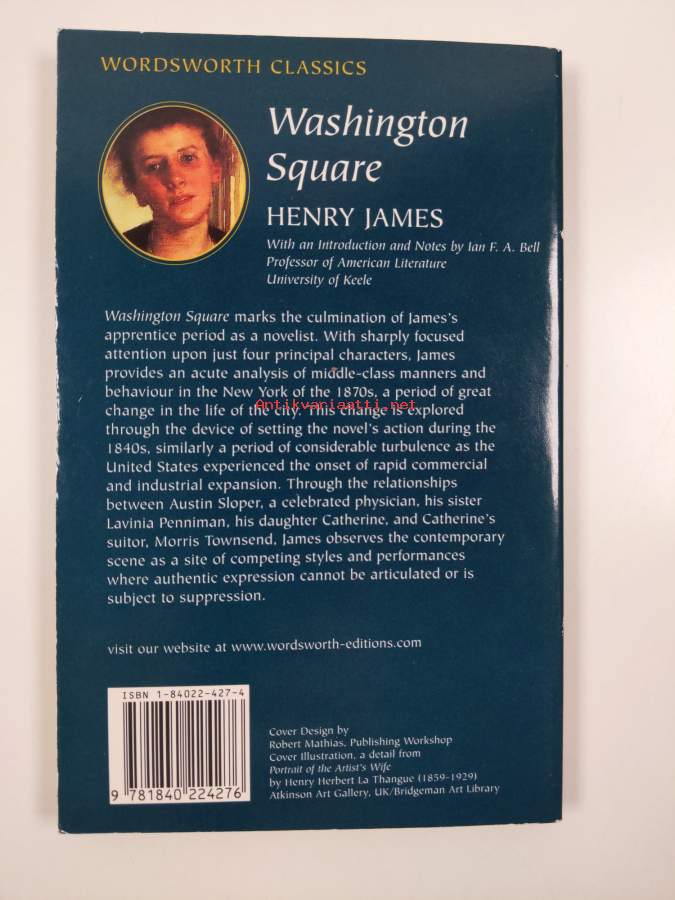 WORDSWORTH CLASSICS
Washington
Square
HENRY JAMES
With an Introduction and Notes by Ian F. A. Bell
Professor of American Literature
University of Keele
Washington Square marks the culmination of James's
apprentice period as a novelist. With sharply focused
attention upon just four principal characters, James
provides an acute analysis of middle-class manners and
behaviour in the New York of the 1870s, a period of great
change in the life of the city. This change is explored
Antikvariaatti.net
through the device of setting the novel's action during the
1840s, similarly a period of considerable turbulence as the
United States experienced the onset of rapid commercial
and industrial expansion. Through the relationships
between Austin Sloper, a celebrated physician, his sister
Lavinia Penniman, his daughter Catherine, and Catherine's
suitor, Morris Townsend, James observes the contemporary
scene as a site of competing styles and performances
where authentic expression cannot be articulated or is
subject to suppression.
visit our website at www.wordsworth-editions.com
ISBN 1-84022-427-4
9 781840 224276
Cover Design by
Robert Mathias, Publishing Workshop
Cover Illustration, a detail from
Portrait of the Artist's Wife
by Henry Herbert La Thangue (1859-1929)
Atkinson Art Gallery, UK/Bridgeman Art Library